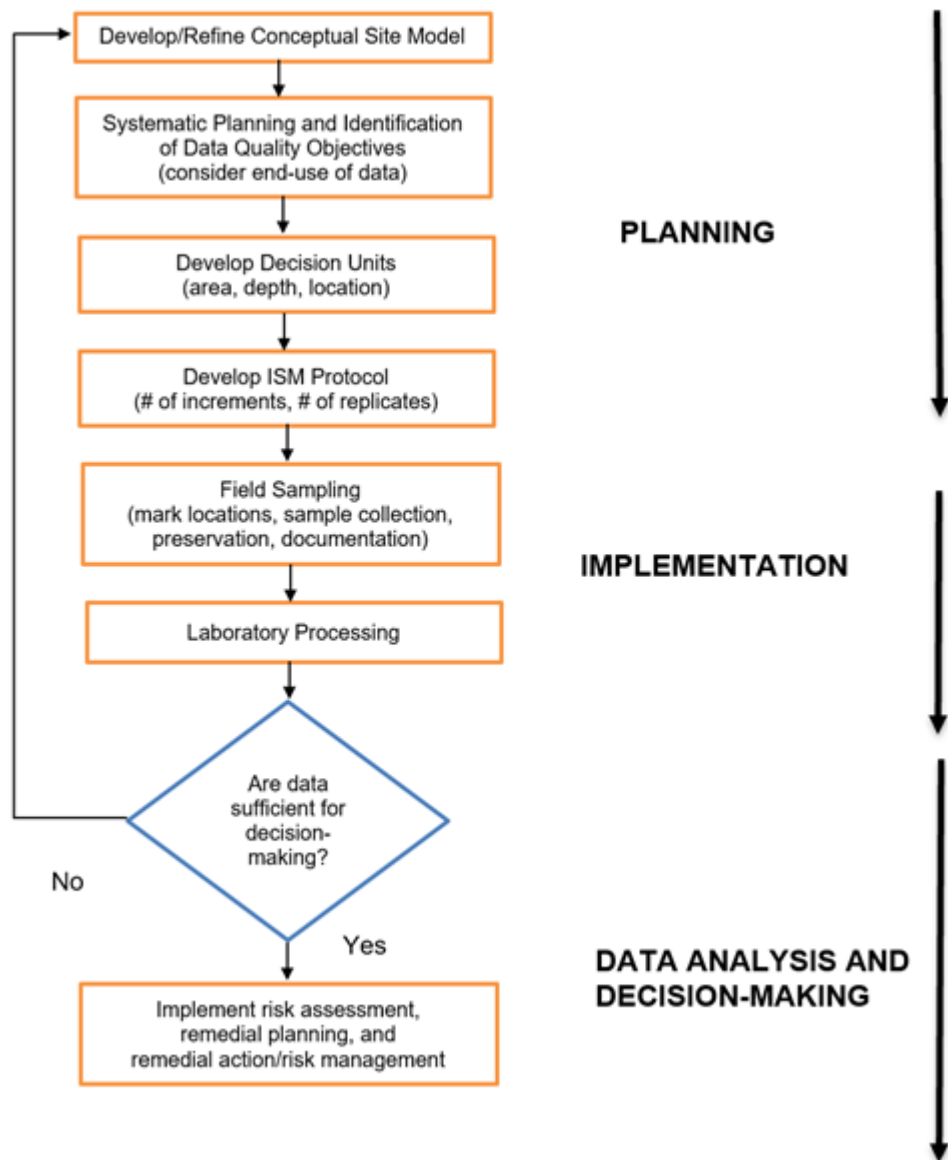 Develop/Refine Conceptual Site Model
Systematic Planning and Identification
of Data Quality Objectives
(consider end-use of data)
PLANNING
Develop Decision Units
(area, depth, location)
Develop ISM Protocol
(# of increments, # of replicates)
Field Sampling
(mark locations, sample collection,
preservation, documentation)
IMPLEMENTATION
Laboratory Processing
Are data
sufficient for
decision-
making?
No
Yes
DATA ANALYSIS AND
DECISION-MAKING
Implement risk assessment,
remedial planning, and
remedial action/risk management